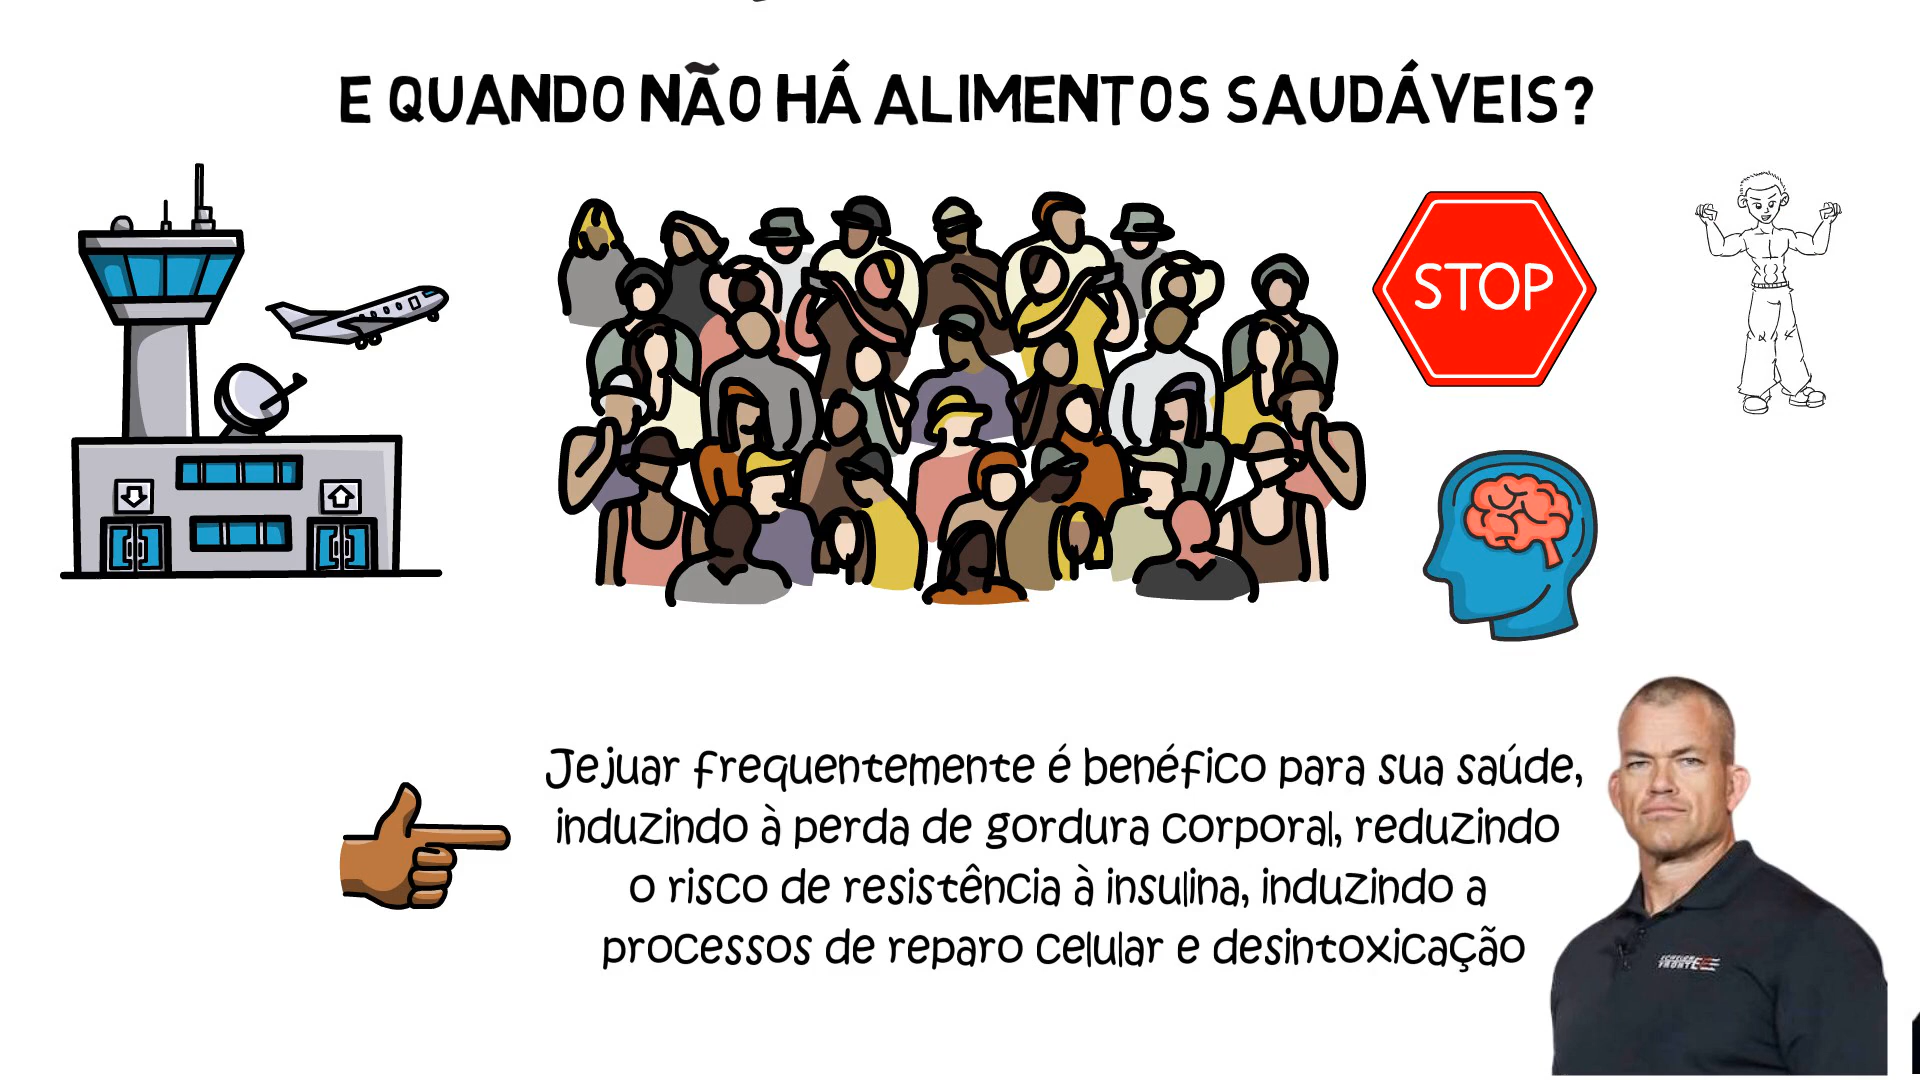 E QUANDO NÃO HÁ ALIMENTOS SAUDÁVEIS?
STOP
Jejuar frequentemente é benéfico para sua saúde,
induzindo à perda de gordura corporal, reduzindo
o risco de resistência à insulina, induzindo a
processos de reparo celular e desintoxicação